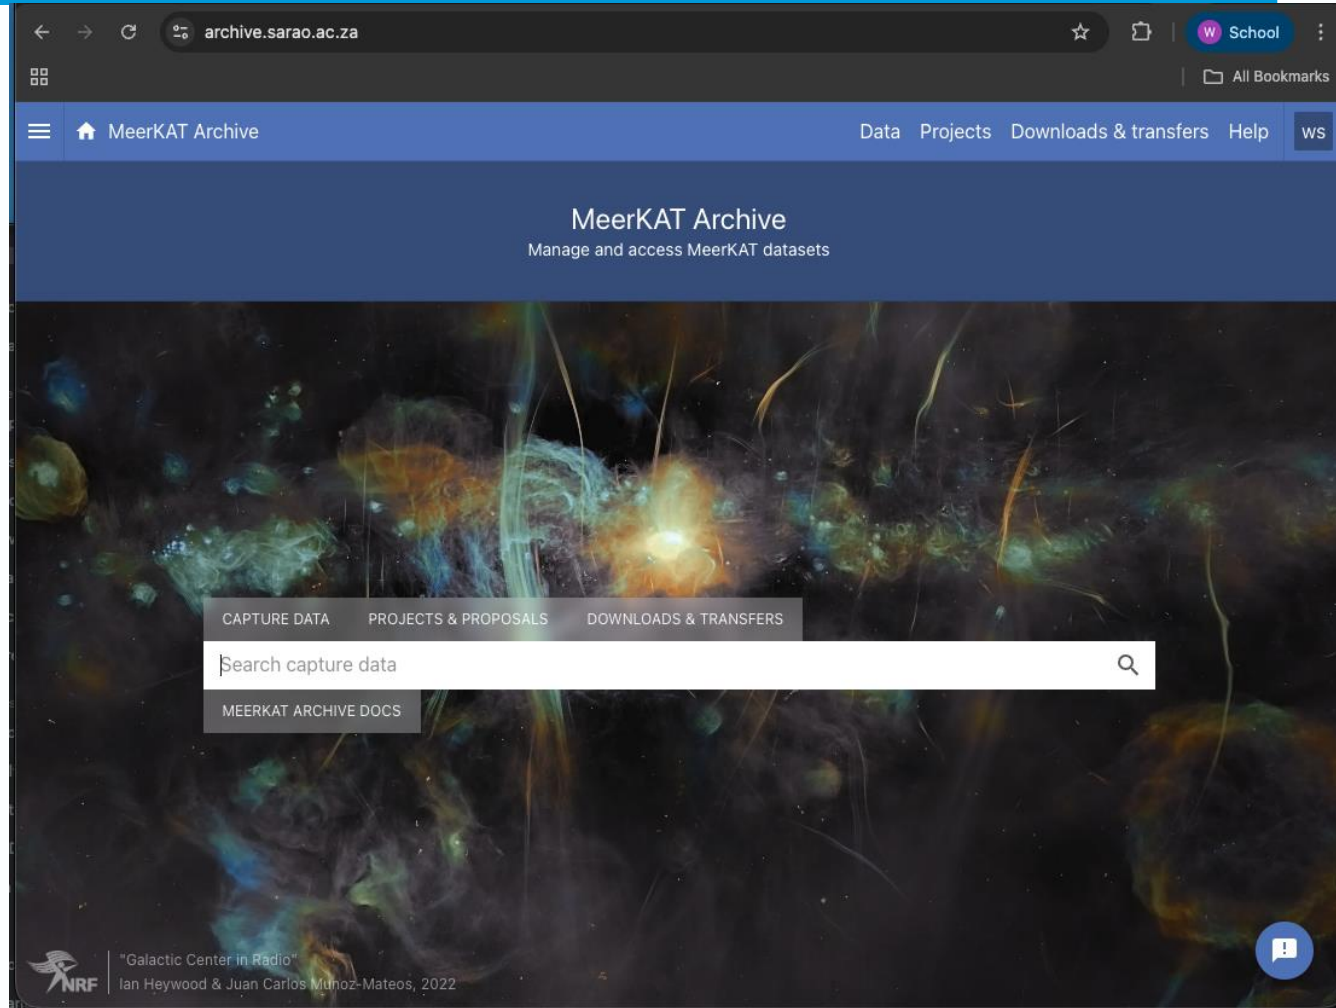 archive.sarao.ac.za
W School
All Bookmarks
MeerKAT Archive
Data Projects Downloads & transfers Help WS
MeerKAT Archive
Manage and access MeerKAT datasets
CAPTURE DATA PROJECTS & PROPOSALS DOWNLOADS & TRANSFERS
Search capture data
MEERKAT ARCHIVE DOCS
"Galactic Center in Radio"
NRF
Ian Heywood & Juan Carlos Muñoz-Mateos, 2022